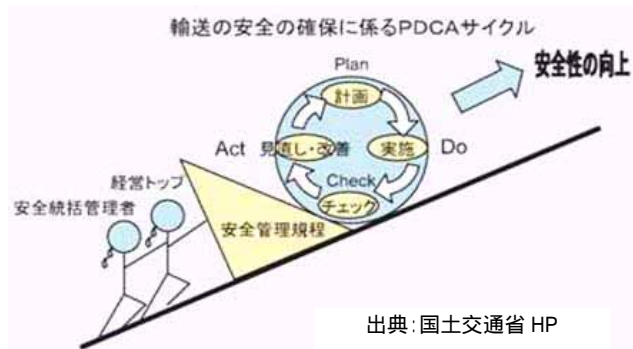 輸送の安全の確保に係るPDCAサイクル
安全性の向上
Plan
計画
Act
見直し・改善
実施
Do
Check
チェック
経営トップ
安全統括管理者
安全管理規程
出典：国土交通省 HP